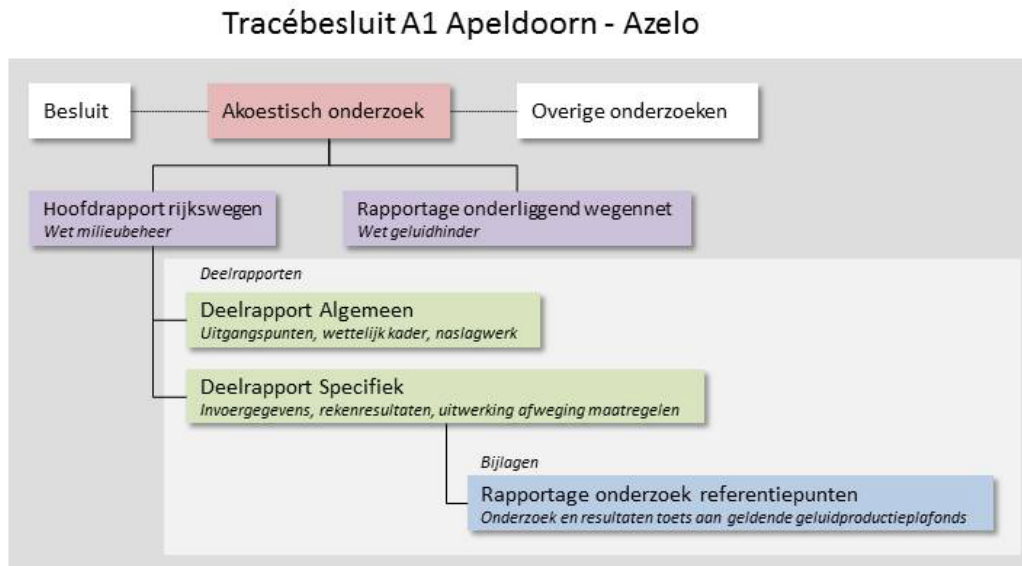 Tracébesluit A1 Apeldoorn - Azelo
Besluit
Akoestisch onderzoek
Overige onderzoeken
Hoofdrapport rijkswegen
Wet milieubeheer
Rapportage onderliggend wegennet
Wet geluidhinder
Deelrapporten
Deelrapport Algemeen
Uitgangspunten, wettelijk kader, naslagwerk
Deelrapport Specifiek
Invoergegevens, rekenresultaten, uitwerking afweging maatregelen
Bijlagen
Rapportage onderzoek referentiepunten
Onderzoek en resultaten toets aan geldende geluidproductieplafonds